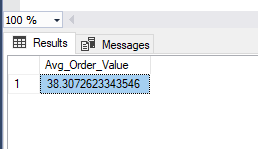 100 %
Results Messages
Avg_Order_Value
1 38.3072623343546